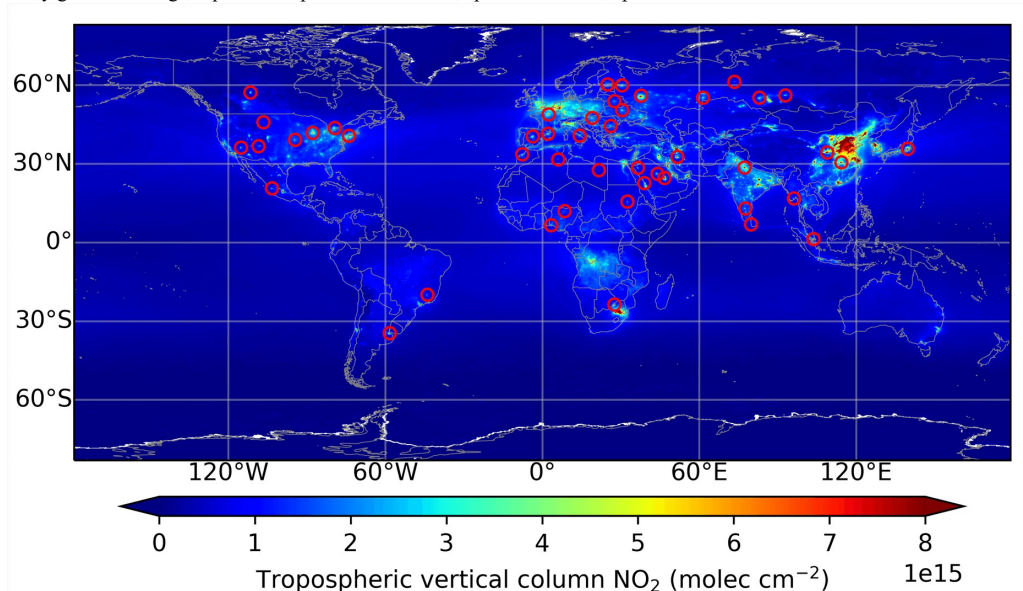 60°N
30°N
0°
30°S
60°S
120°W 60°W 0° 60°E 120°E
0 1 2 3 4 5 6 7 8
Tropospheric vertical column NO₂ (molec cm⁻²) 1e15